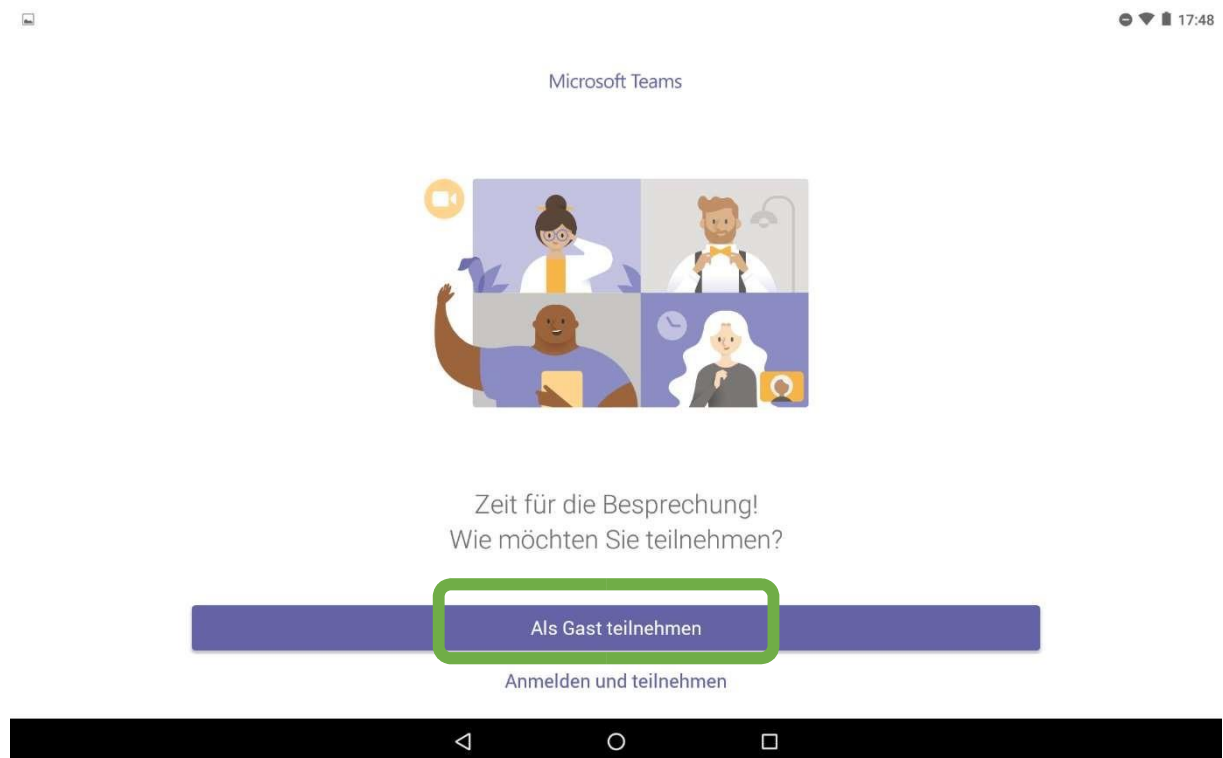 17:48
Microsoft Teams
Zeit für die Besprechung!
Wie möchten Sie teilnehmen?
Als Gast teilnehmen
Anmelden und teilnehmen